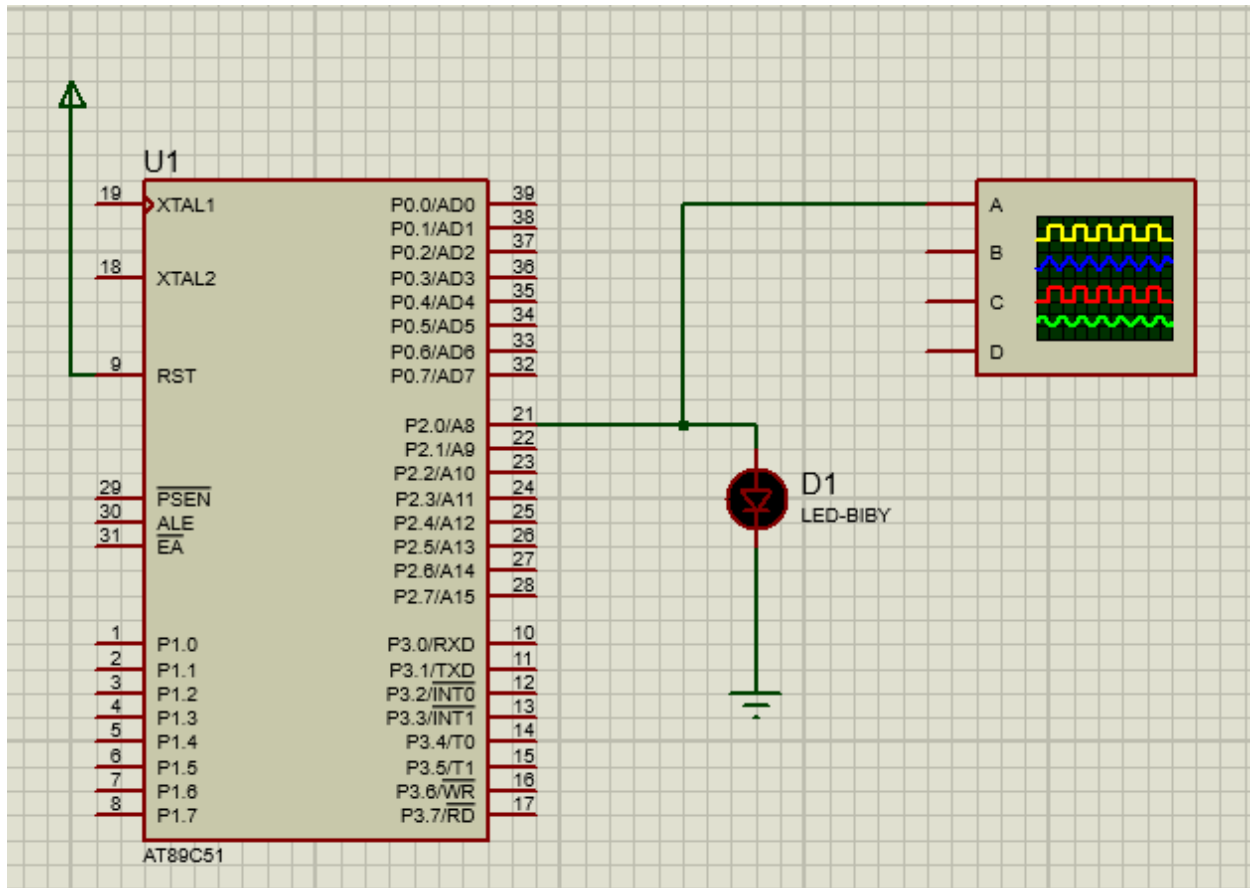 U1
19 XTAL1
18 XTAL2
9 RST
29 PSEN
30 ALE
31 EA
1 P1.0
2 P1.1
3 P1.2
4 P1.3
5 P1.4
6 P1.5
7 P1.6
8 P1.7
P0.0/AD0 39
P0.1/AD1 38
P0.2/AD2 37
P0.3/AD3 36
P0.4/AD4 35
P0.5/AD5 34
P0.6/AD6 33
P0.7/AD7 32
P2.0/A8 21
P2.1/A9 22
P2.2/A10 23
P2.3/A11 24
P2.4/A12 25
P2.5/A13 26
P2.6/A14 27
P2.7/A15 28
P3.0/RXD 10
P3.1/TXD 11
P3.2/INT0 12
P3.3/INT1 13
P3.4/T0 14
P3.5/T1 15
P3.6/WR 16
P3.7/RD 17
AT89C51
A
B
C
D
D1
LED-BIBY